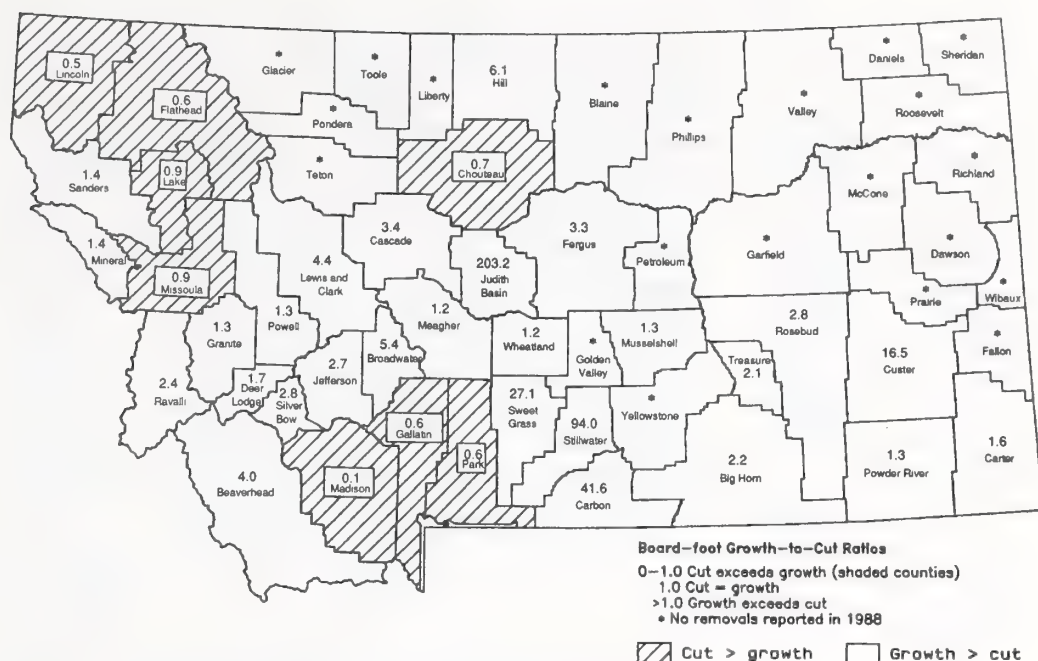 0.5
Lincoln
0.6
Flathead
*
Glacier
*
Toole
*
Liberty
6.1
Hill
*
Blaine
*
Phillips
*
Valley
*
Daniels
*
Sheridan
*
Roosevelt
*
Pondera
*
Teton
0.7
Chouteau
1.4
Sanders
0.9
Lake
*
McCone
*
Richland
3.4
Cascade
3.3
Fergus
203.2
Judith
Basin
*
Petroleum
*
Garfield
*
Dawson
1.4
Mineral
0.9
Missoula
4.4
Lewis and
Clark
1.3
Powell
1.2
Meagher
*
Prairie
*
Wibaux
1.3
Granite
5.4
Broadwater
1.2
Wheatland
*
Golden
Valley
1.3
Musselshell
2.8
Rosebud
Treasure
2.1
16.5
Custer
*
Fallon
2.4
Ravalli
1.7
Deer
Lodge
2.8
Silver
Bow
2.7
Jefferson
0.6
Gallatin
0.6
Park
27.1
Sweet
Grass
94.0
Stillwater
*
Yellowstone
4.0
Beaverhead
0.1
Madison
41.6
Carbon
2.2
Big Horn
1.3
Powder River
1.6
Carter
Board-foot Growth-to-Cut Ratios
0-1.0 Cut exceeds growth (shaded counties)
1.0 Cut = growth
>1.0 Growth exceeds cut
* No removals reported in 1988
Cut > growth
Growth > cut